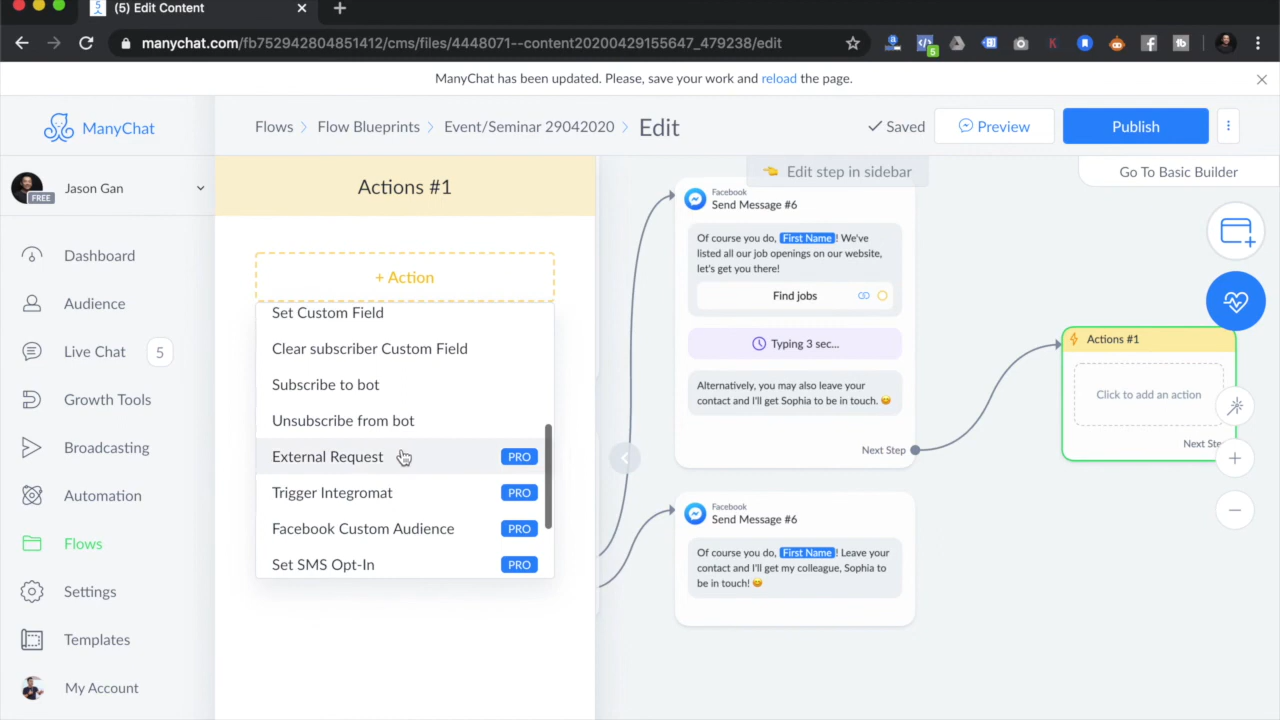 (5) Edit Content
manychat.com/fb752942804851412/cms/files/4448071--content20200429155647_479238/edit
5
ManyChat has been updated. Please, save your work and reload the page.
ManyChat
Flows
Flow Blueprints
Event/Seminar 29042020
Edit
Saved
Preview
Publish
Jason Gan
FREE
Dashboard
Audience
Live Chat
5
Growth Tools
Broadcasting
Automation
Flows
Settings
Templates
My Account
Actions #1
+ Action
Set Custom Field
Clear subscriber Custom Field
Subscribe to bot
Unsubscribe from bot
External Request PRO
Trigger Integromat PRO
Facebook Custom Audience PRO
Set SMS Opt-In PRO
Edit step in sidebar
Go To Basic Builder
Facebook
Send Message #6
Of course you do, First Name ! We've
listed all our job openings on our website,
let's get you there!
Find jobs
Typing 3 sec...
Alternatively, you may also leave your
contact and I'll get Sophia to be in touch.
Next Step
Facebook
Send Message #6
Of course you do, First Name ! Leave your
contact and I'll get my colleague, Sophia to
be in touch!
Actions #1
Click to add an action
Next Ste